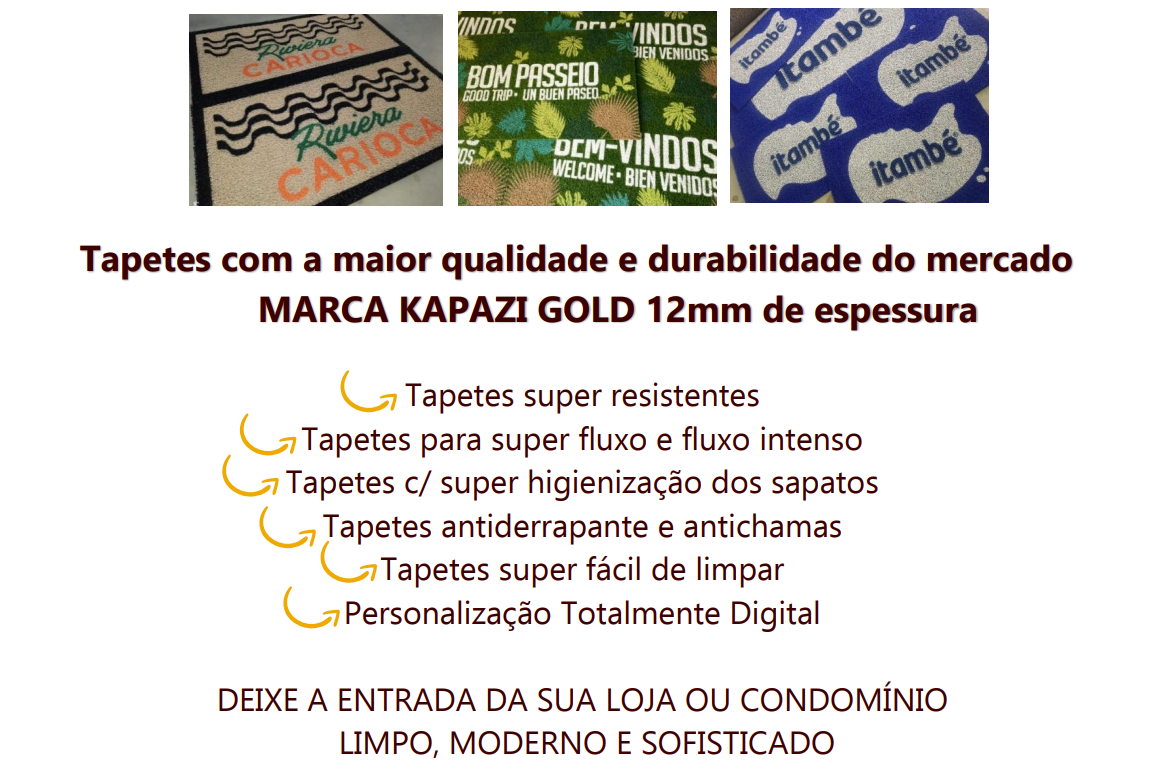 Riviera
CARIOCA
Riviera
CARIOCA
BEM-VINDOS
BIEN VENIDOS
BOM PASSEIO
GOOD TRIP • UN BUEN PASEO
BEM-VINDOS
WELCOME • BIEN VENIDOS
itambé
itambé
itambé
itambé
itambé
Tapetes com a maior qualidade e durabilidade do mercado
MARCA KAPAZI GOLD 12mm de espessura
Tapetes super resistentes
Tapetes para super fluxo e fluxo intenso
Tapetes c/ super higienização dos sapatos
Tapetes antiderrapante e antichamas
Tapetes super fácil de limpar
Personalização Totalmente Digital
DEIXE A ENTRADA DA SUA LOJA OU CONDOMÍNIO
LIMPO, MODERNO E SOFISTICADO